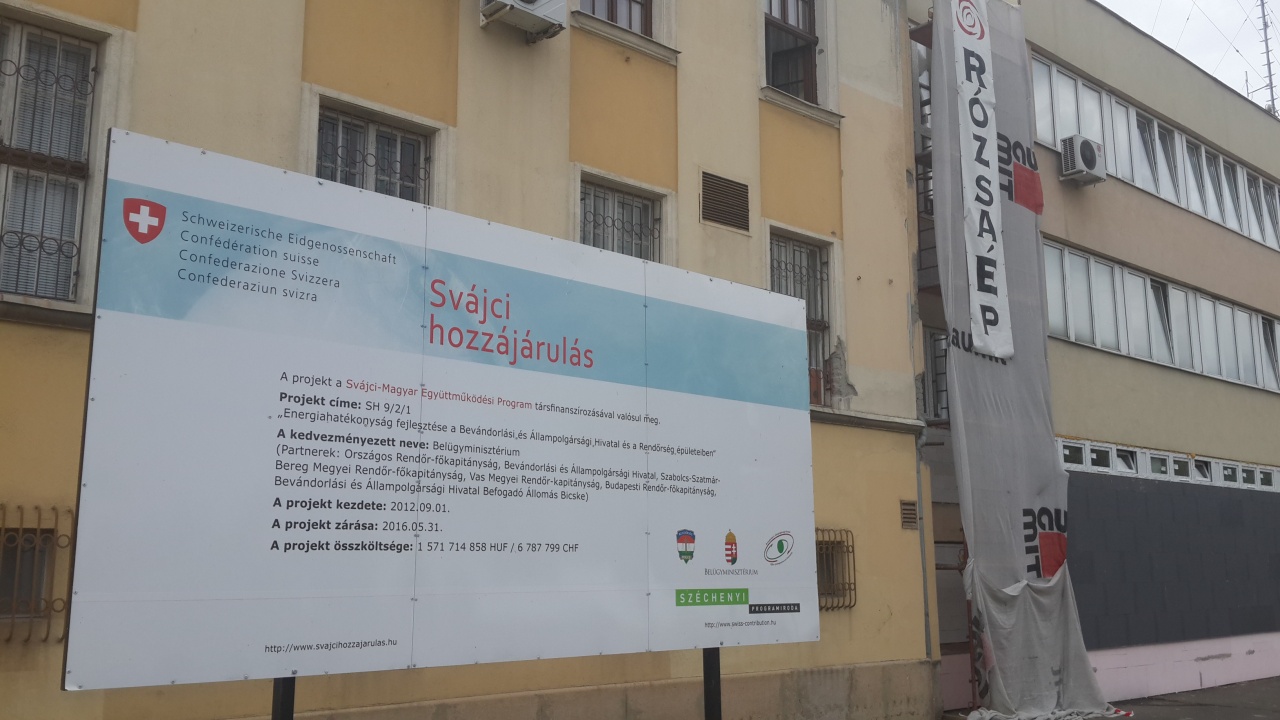 Schweizerische Eidgenossenschaft
Confédération suisse
Confederazione Svizzera
Confederaziun svizra
Svájci
hozzájárulás
A projekt a Svájci-Magyar Együttműködési Program társfinanszírozásával valósul meg.
Projekt címe: SH 9/2/1
„Energiahatékonyság fejlesztése a Bevándorlási és Állampolgársági Hivatal és a Rendőrség épületeiben"
A kedvezményezett neve: Belügyminisztérium
(Partnerek: Országos Rendőr-főkapitányság, Bevándorlási és Állampolgársági Hivatal, Szabolcs-Szatmár-
Bereg Megyei Rendőr-főkapitányság, Vas Megyei Rendőr-kapitányság, Budapesti Rendőr-főkapitányság,
Bevándorlási és Állampolgársági Hivatal Befogadó Állomás Bicske)
A projekt kezdete: 2012.09.01.
A projekt zárása: 2016.05.31.
A projekt összköltsége: 1 571 714 858 HUF / 6 787 799 CHF
BELÜGYMINISZTÉRIUM
SZÉCHENYI
PROGRAMIRODA
http://www.swiss-contribution.hu
http://www.svajcihozzajarulas.hu
RÓZSAÉP
Bau
MIT
auMIT
Bau
MIT